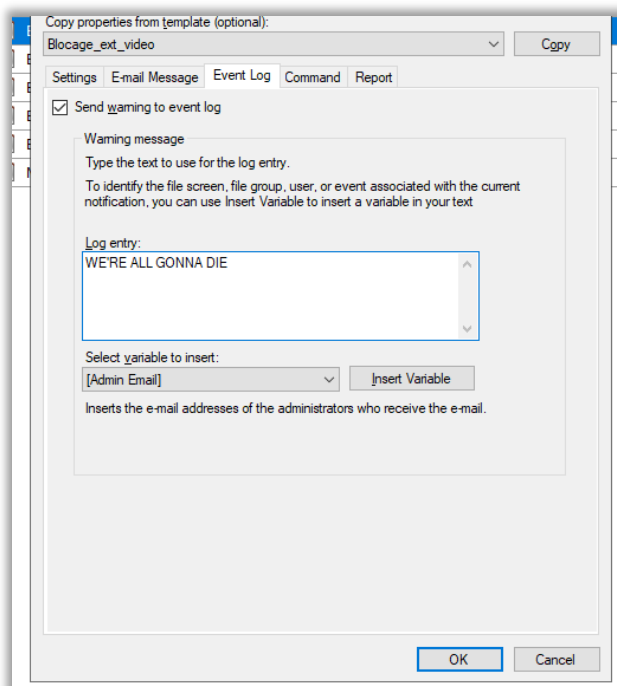 Copy properties from template (optional):
Blocage_ext_video
Copy
Settings E-mail Message Event Log Command Report
Send warning to event log
Warning message
Type the text to use for the log entry.
To identify the file screen, file group, user, or event associated with the current
notification, you can use Insert Variable to insert a variable in your text
Log entry:
WE'RE ALL GONNA DIE
Select variable to insert:
[Admin Email] Insert Variable
Inserts the e-mail addresses of the administrators who receive the e-mail.
OK Cancel